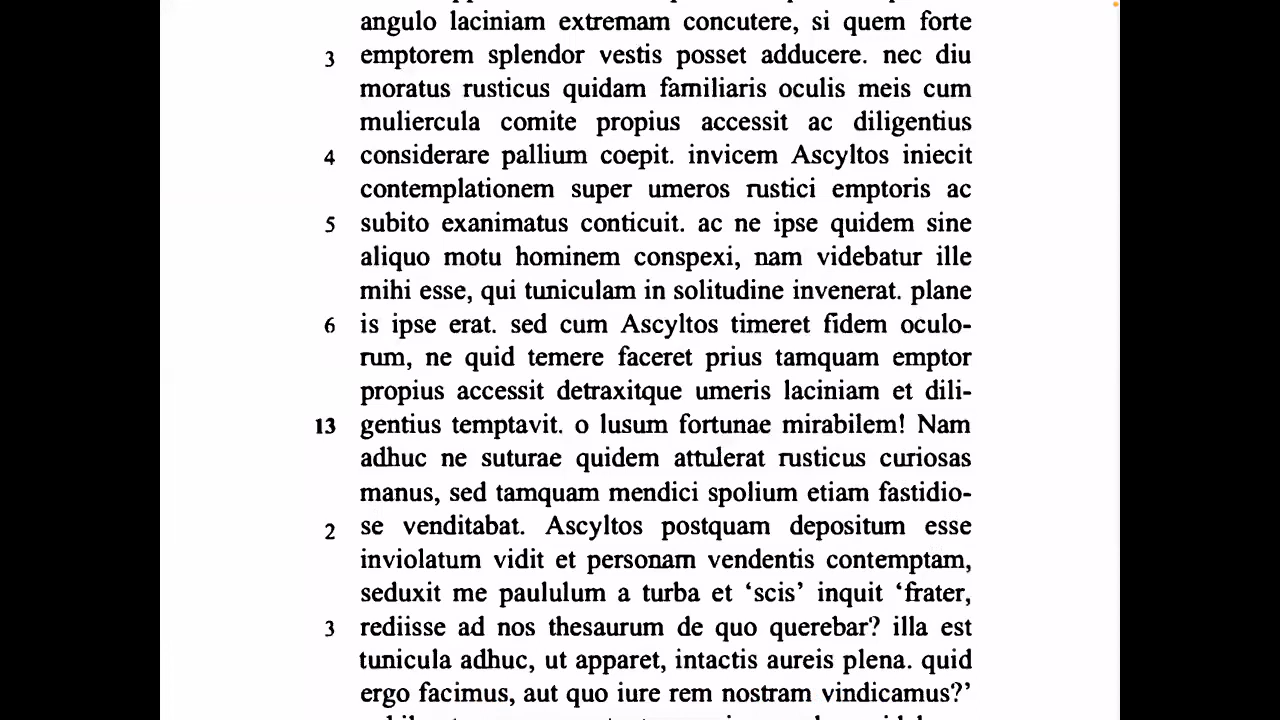 angulo laciniam extremam concutere, si quem forte
3 emptorem splendor vestis posset adducere. nec diu
moratus rusticus quidam familiaris oculis meis cum
muliercula comite propius accessit ac diligentius
4 considerare pallium coepit. invicem Ascyltos iniecit
contemplationem super umeros rustici emptoris ac
5 subito exanimatus conticuit. ac ne ipse quidem sine
aliquo motu hominem conspexi, nam videbatur ille
mihi esse, qui tuniculam in solitudine invenerat. plane
6 is ipse erat. sed cum Ascyltos timeret fidem oculo-
rum, ne quid temere faceret prius tamquam emptor
propius accessit detraxitque umeris laciniam et dili-
13 gentius temptavit. o lusum fortunae mirabilem! Nam
adhuc ne suturae quidem attulerat rusticus curiosas
manus, sed tamquam mendici spolium etiam fastidio-
2 se venditabat. Ascyltos postquam depositum esse
inviolatum vidit et personam vendentis contemptam,
seduxit me paululum a turba et ‘scis’ inquit ‘frater,
3 rediisse ad nos thesaurum de quo querebar? illa est
tunicula adhuc, ut apparet, intactis aureis plena. quid
ergo facimus, aut quo iure rem nostram vindicamus?’